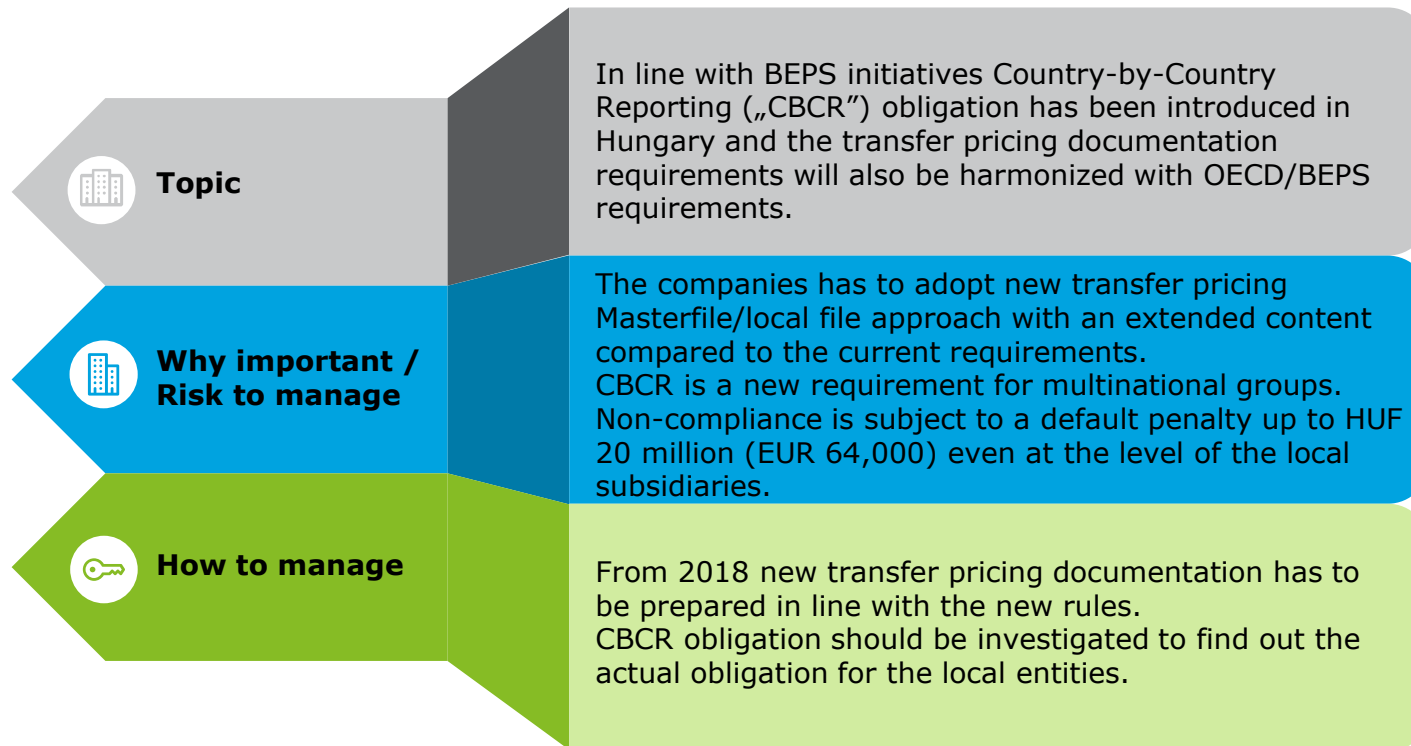 Topic
In line with BEPS initiatives Country-by-Country
Reporting („CBCR”) obligation has been introduced in
Hungary and the transfer pricing documentation
requirements will also be harmonized with OECD/BEPS
requirements.
Why important /
Risk to manage
The companies has to adopt new transfer pricing
Masterfile/local file approach with an extended content
compared to the current requirements.
CBCR is a new requirement for multinational groups.
Non-compliance is subject to a default penalty up to HUF
20 million (EUR 64,000) even at the level of the local
subsidiaries.
How to manage
From 2018 new transfer pricing documentation has to
be prepared in line with the new rules.
CBCR obligation should be investigated to find out the
actual obligation for the local entities.